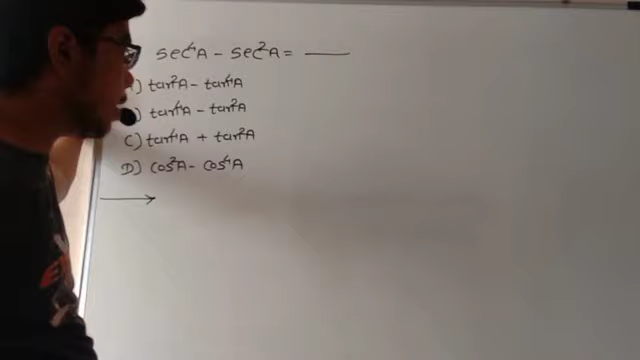 sec⁴A - sec²A = ____
A) tan²A - tan⁴A
B) tan⁴A - tan²A
C) tan⁴A + tan²A
D) cos²A - cos⁴A